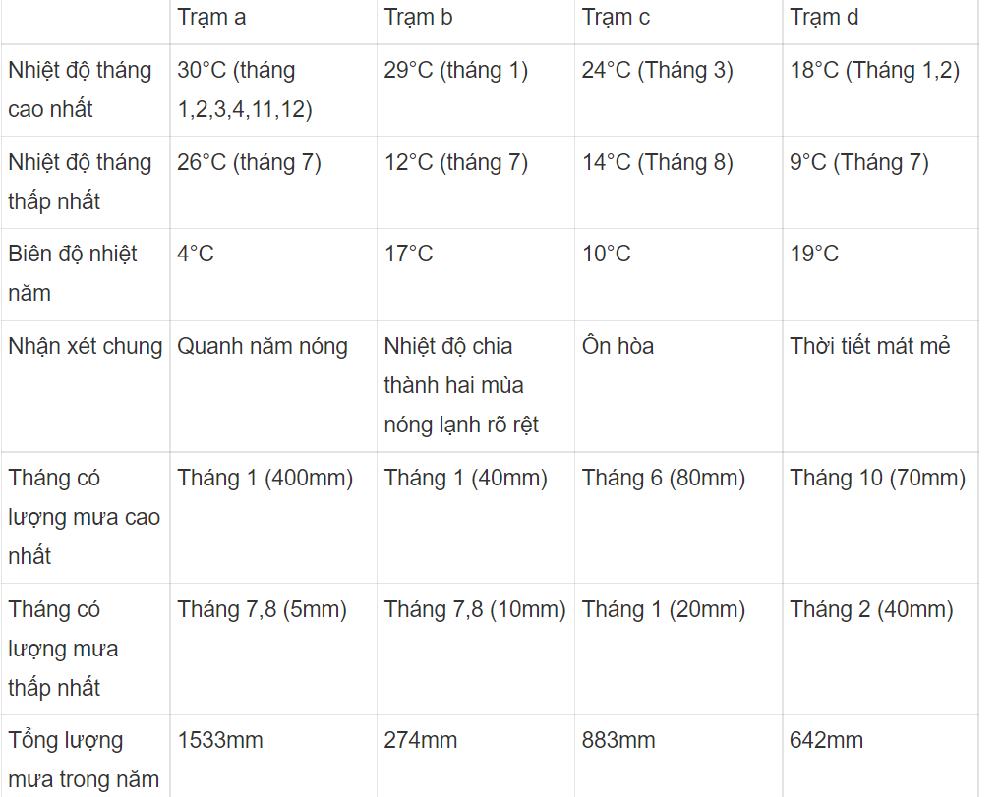 Trạm a Trạm b Trạm c Trạm d
Nhiệt độ tháng 30°C (tháng 29°C (tháng 1) 24°C (Tháng 3) 18°C (Tháng 1,2)
cao nhất 1,2,3,4,11,12)
Nhiệt độ tháng 26°C (tháng 7) 12°C (tháng 7) 14°C (Tháng 8) 9°C (Tháng 7)
thấp nhất
Biên độ nhiệt 4°C 17°C 10°C 19°C
năm
Nhận xét chung Quanh năm nóng Nhiệt độ chia Ôn hòa Thời tiết mát mẻ
thành hai mùa
nóng lạnh rõ rệt
Tháng có Tháng 1 (400mm) Tháng 1 (40mm) Tháng 6 (80mm) Tháng 10 (70mm)
lượng mưa cao
nhất
Tháng có Tháng 7,8 (5mm) Tháng 7,8 (10mm) Tháng 1 (20mm) Tháng 2 (40mm)
lượng mưa
thấp nhất
Tổng lượng 1533mm 274mm 883mm 642mm
mưa trong năm